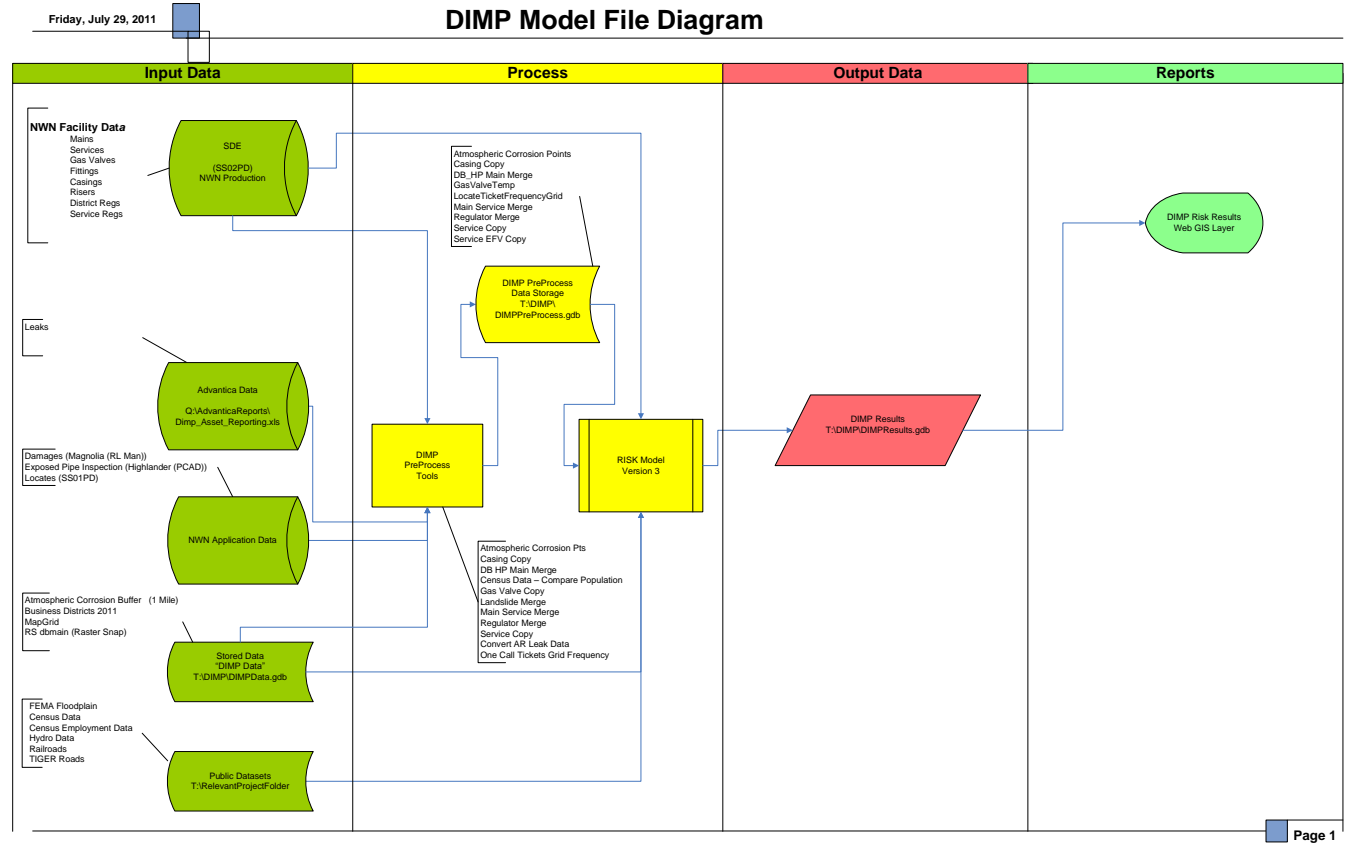 Friday, July 29, 2011
DIMP Model File Diagram
Input Data
Process
Output Data
Reports
NWN Facility Data
Mains
Services
Gas Valves
Fittings
Casings
Risers
District Regs
Service Regs
SDE
(SS02PD)
NWN Production
Leaks
Advantica Data
Q:\AdvanticaReports\
Dimp_Asset_Reporting.xls
Damages (Magnolia (RL Man))
Exposed Pipe Inspection (Highlander (PCAD))
Locates (SS01PD)
NWN Application Data
Atmospheric Corrosion Buffer (1 Mile)
Business Districts 2011
MapGrid
RS dbmain (Raster Snap)
Stored Data
"DIMP Data"
T:\DIMP\DIMPData.gdb
FEMA Floodplain
Census Data
Census Employment Data
Hydro Data
Railroads
TIGER Roads
Public Datasets
T:\RelevantProjectFolder
Atmospheric Corrosion Points
Casing Copy
DB_HP Main Merge
GasValveTemp
LocateTicketFrequencyGrid
Main Service Merge
Regulator Merge
Service Copy
Service EFV Copy
DIMP PreProcess
Data Storage
T:\DIMP\
DIMPPreProcess.gdb
DIMP
PreProcess
Tools
RISK Model
Version 3
Atmospheric Corrosion Pts
Casing Copy
DB HP Main Merge
Census Data – Compare Population
Gas Valve Copy
Landslide Merge
Main Service Merge
Regulator Merge
Service Copy
Convert AR Leak Data
One Call Tickets Grid Frequency
DIMP Results
T:\DIMP\DIMPResults.gdb
DIMP Risk Results
Web GIS Layer
Page 1